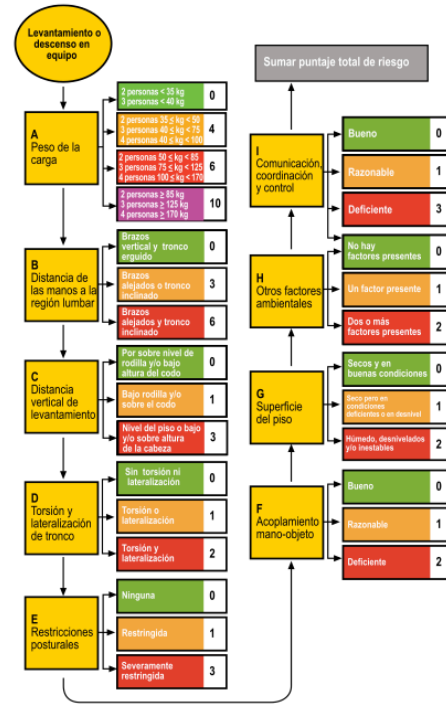 Levantamiento o
descenso en
equipo
A
Peso de la
carga
2 personas < 35 kg
3 personas < 40 kg
0
2 personas 35 ≤ kg < 50
3 personas 40 ≤ kg < 75
4 personas 40 ≤ kg < 100
4
2 personas 50 ≤ kg < 85
3 personas 75 ≤ kg < 125
4 personas 100 ≤ kg < 170
6
2 personas ≥ 85 kg
3 personas ≥ 125 kg
4 personas ≥ 170 kg
10
B
Distancia de
las manos a la
región lumbar
Brazos
vertical y tronco
erguido
0
Brazos
alejados o tronco
inclinado
3
Brazos
alejados y tronco
inclinado
6
C
Distancia
vertical de
levantamiento
Por sobre nivel de
rodilla y/o bajo
altura del codo
0
Bajo rodilla y/o
sobre el codo
1
Nivel del piso o bajo
y/o sobre altura
de la cabeza
3
D
Torsión y
lateralización
de tronco
Sin torsión ni
lateralización
0
Torsión o
lateralización
1
Torsión y
lateralización
2
E
Restricciones
posturales
Ninguna
0
Restringida
1
Severamente
restringida
3
Sumar puntaje total de riesgo
I
Comunicación,
coordinación
y control
Bueno
0
Razonable
1
Deficiente
3
H
Otros factores
ambientales
No hay
factores presentes
0
Un factor presente
1
Dos o más
factores presentes
2
G
Superficie
del piso
Secos y en
buenas condiciones
0
Seco pero en
condiciones
deficientes o en desnivel
1
Húmedo, desnivelados
y/o inestables
2
F
Acoplamiento
mano-objeto
Bueno
0
Razonable
1
Deficiente
2